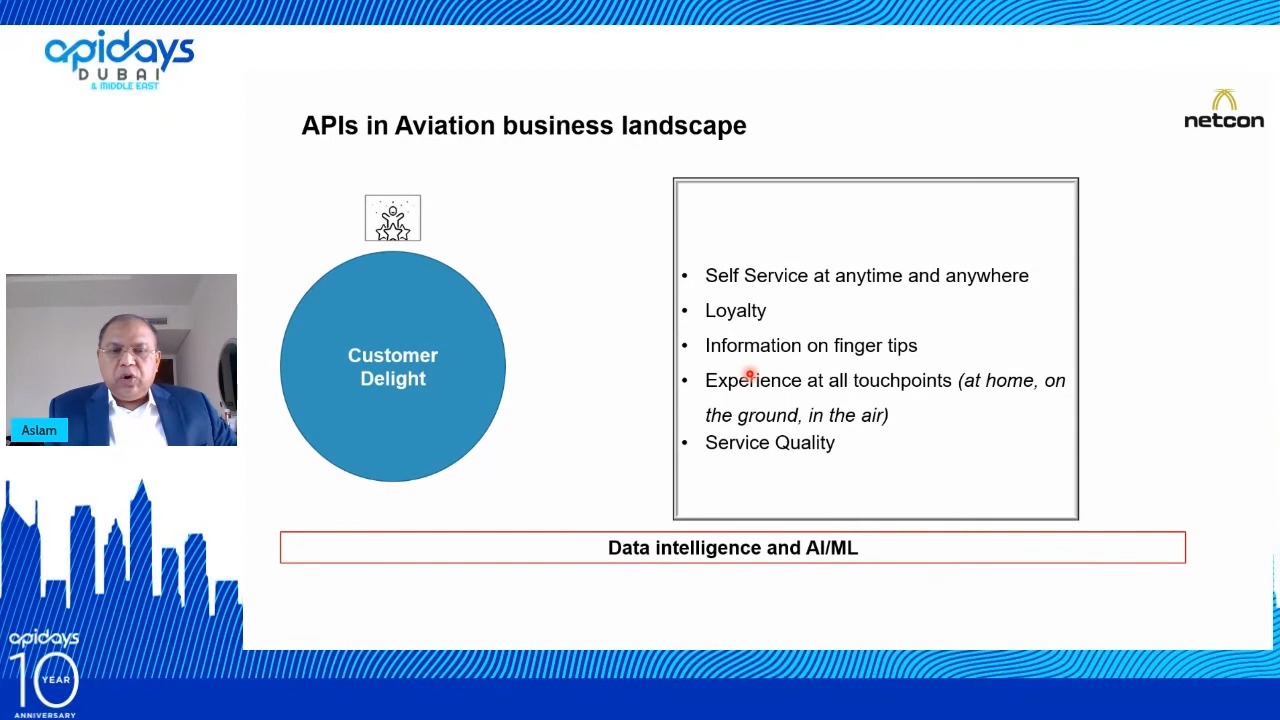 apidays
DUBAI
& MIDDLE EAST
APIs in Aviation business landscape
netcon
Customer
Delight
• Self Service at anytime and anywhere
• Loyalty
• Information on finger tips
• Experience at all touchpoints (at home, on
the ground, in the air)
• Service Quality
Aslam
Data intelligence and AI/ML
apidays
10
YEAR
ANNIVERSARY